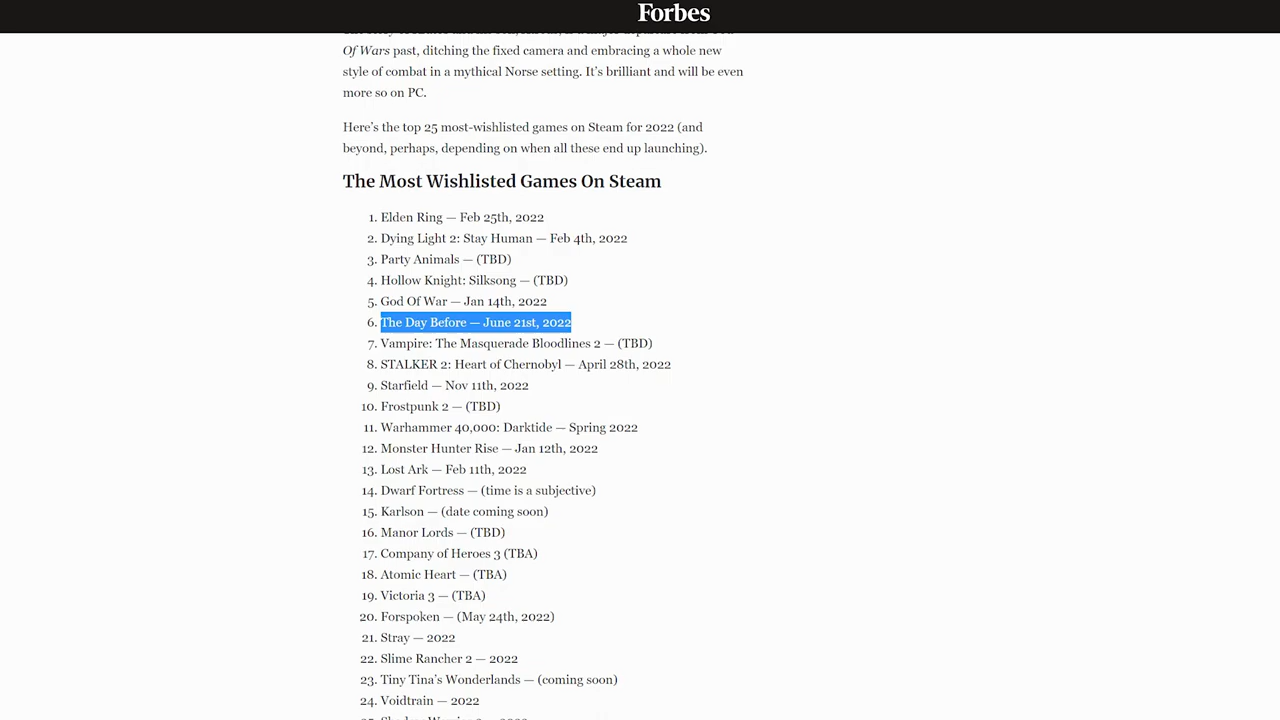 Forbes
Of Wars past, ditching the fixed camera and embracing a whole new
style of combat in a mythical Norse setting. It's brilliant and will be even
more so on PC.
Here's the top 25 most-wishlisted games on Steam for 2022 (and
beyond, perhaps, depending on when all these end up launching).
The Most Wishlisted Games On Steam
1. Elden Ring — Feb 25th, 2022
2. Dying Light 2: Stay Human — Feb 4th, 2022
3. Party Animals — (TBD)
4. Hollow Knight: Silksong — (TBD)
5. God Of War — Jan 14th, 2022
6. The Day Before — June 21st, 2022
7. Vampire: The Masquerade Bloodlines 2 — (TBD)
8. STALKER 2: Heart of Chernobyl — April 28th, 2022
9. Starfield — Nov 11th, 2022
10. Frostpunk 2 — (TBD)
11. Warhammer 40,000: Darktide — Spring 2022
12. Monster Hunter Rise — Jan 12th, 2022
13. Lost Ark — Feb 11th, 2022
14. Dwarf Fortress — (time is a subjective)
15. Karlson — (date coming soon)
16. Manor Lords — (TBD)
17. Company of Heroes 3 (TBA)
18. Atomic Heart — (TBA)
19. Victoria 3 — (TBA)
20. Forspoken — (May 24th, 2022)
21. Stray — 2022
22. Slime Rancher 2 — 2022
23. Tiny Tina's Wonderlands — (coming soon)
24. Voidtrain — 2022